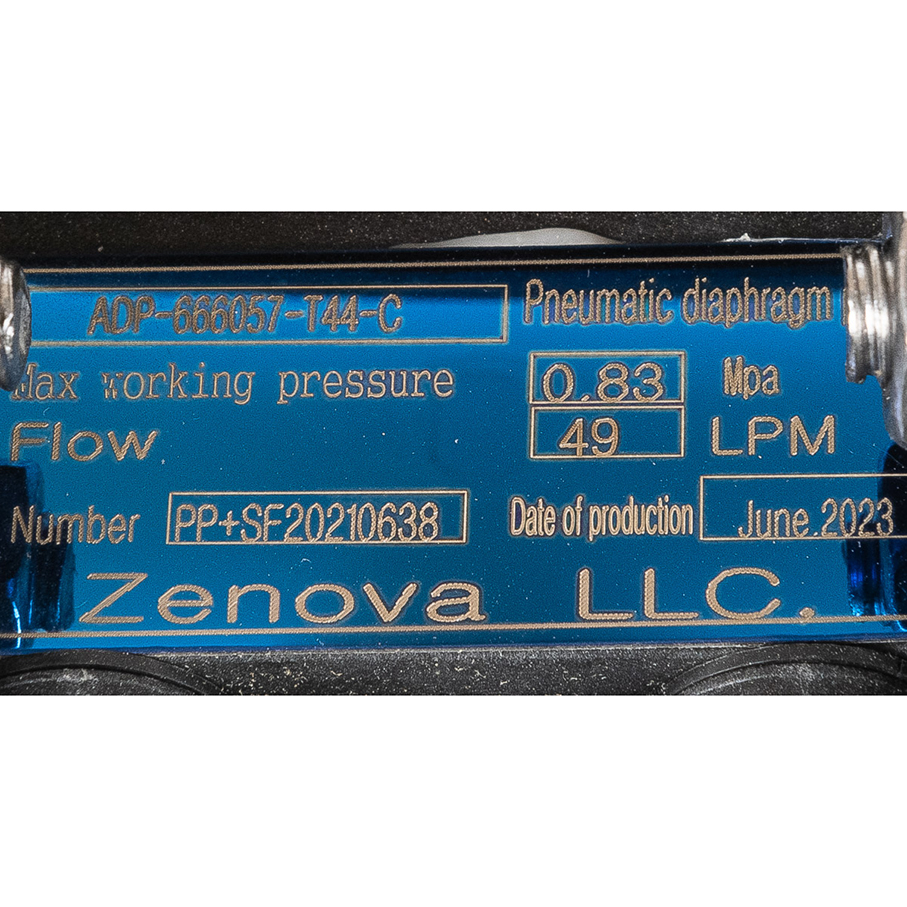 ADP-666057-T44-C Pneumatic diaphragm
Max working pressure 0.83 Mpa
Flow 49 LPM
Number PP+SF20210638 Date of production June.2023
Zenova LLC.